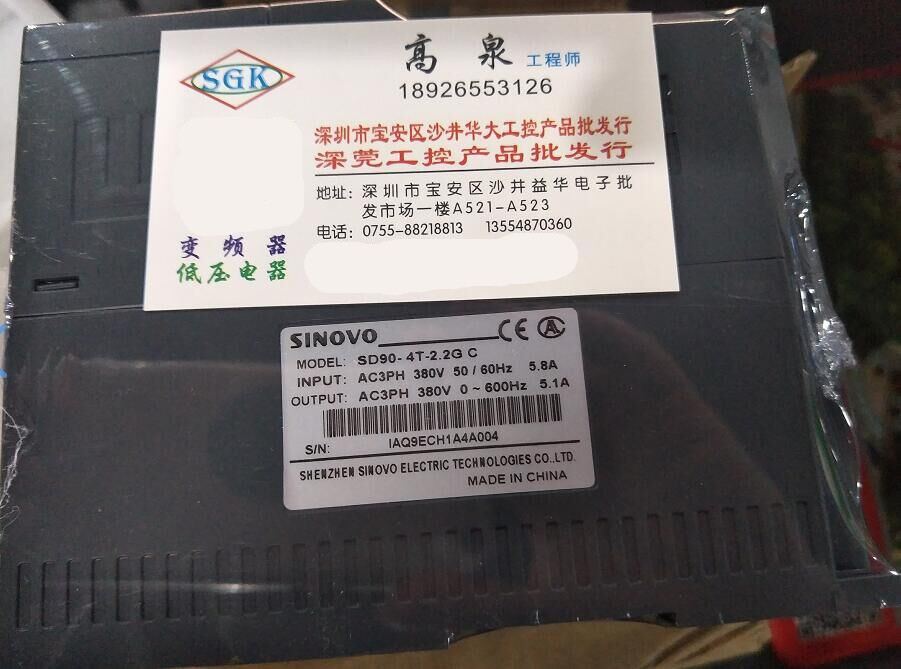 SGK
高 泉 工程师
18926553126
深圳市宝安区沙井华大工控产品批发行
深莞工控产品批发行
地址: 深圳市宝安区沙井益华电子批
发市场一楼A521-A523
电话: 0755-88218813 13554870360
变频器
低压电器
SINOVO CE
MODEL: SD90-4T-2.2G C
INPUT: AC3PH 380V 50/60Hz 5.8A
OUTPUT: AC3PH 380V 0~600Hz 5.1A
S/N: IAQ9ECH1A4A004
SHENZHEN SINOVO ELECTRIC TECHNOLOGIES CO.,LTD.
MADE IN CHINA